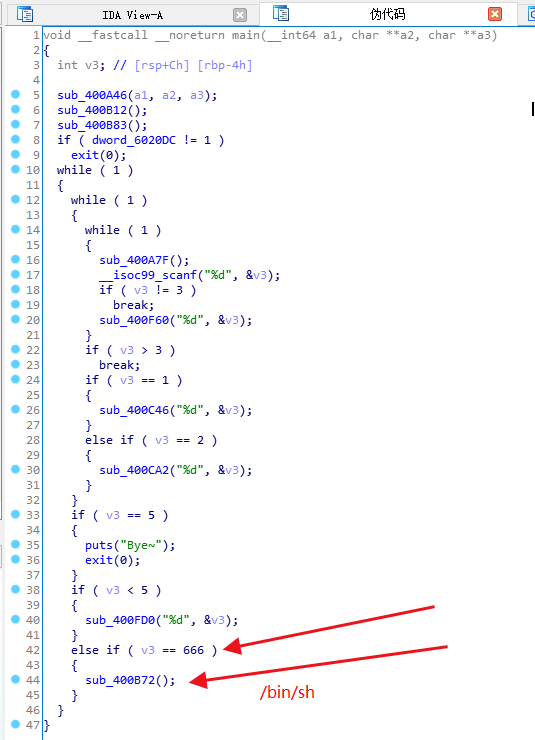 IDA View-A
伪代码
1 void __fastcall __noreturn main(__int64 a1, char **a2, char **a3)
2 {
3   int v3; // [rsp+Ch] [rbp-4h]
4
5   sub_400A46(a1, a2, a3);
6   sub_400B12();
7   sub_400B83();
8   if ( dword_6020DC != 1 )
9     exit(0);
10   while ( 1 )
11   {
12     while ( 1 )
13     {
14       while ( 1 )
15       {
16         sub_400A7F();
17         __isoc99_scanf("%d", &v3);
18         if ( v3 != 3 )
19           break;
20         sub_400F60("%d", &v3);
21       }
22       if ( v3 > 3 )
23         break;
24       if ( v3 == 1 )
25       {
26         sub_400C46("%d", &v3);
27       }
28       else if ( v3 == 2 )
29       {
30         sub_400CA2("%d", &v3);
31       }
32     }
33     if ( v3 == 5 )
34     {
35       puts("Bye~");
36       exit(0);
37     }
38     if ( v3 < 5 )
39     {
40       sub_400FD0("%d", &v3);
41     }
42     else if ( v3 == 666 )
43     {
44       sub_400B72();
/bin/sh
45     }
46   }
47 }